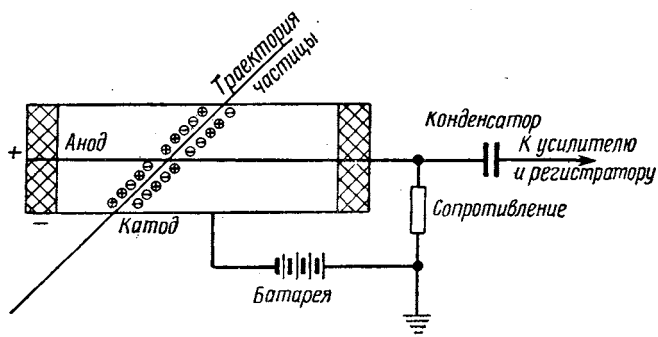 Траектория
частицы
+ Анод
Конденсатор
К усилителю
и регистратору
Сопротивление
− Катод
Батарея